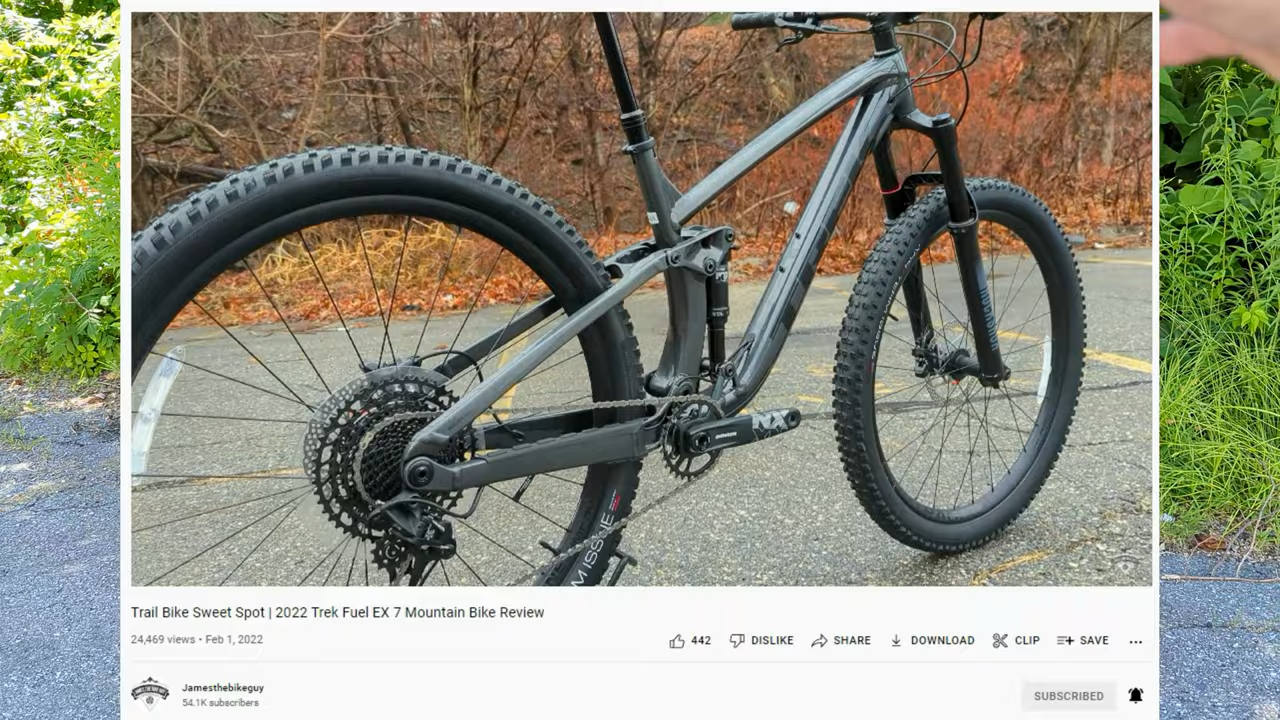 NX
MISSIVE
Trail Bike Sweet Spot | 2022 Trek Fuel EX 7 Mountain Bike Review
24,469 views • Feb 1, 2022
442
DISLIKE
SHARE
DOWNLOAD
CLIP
SAVE
Jamesthebikeguy
54.1K subscribers
SUBSCRIBED